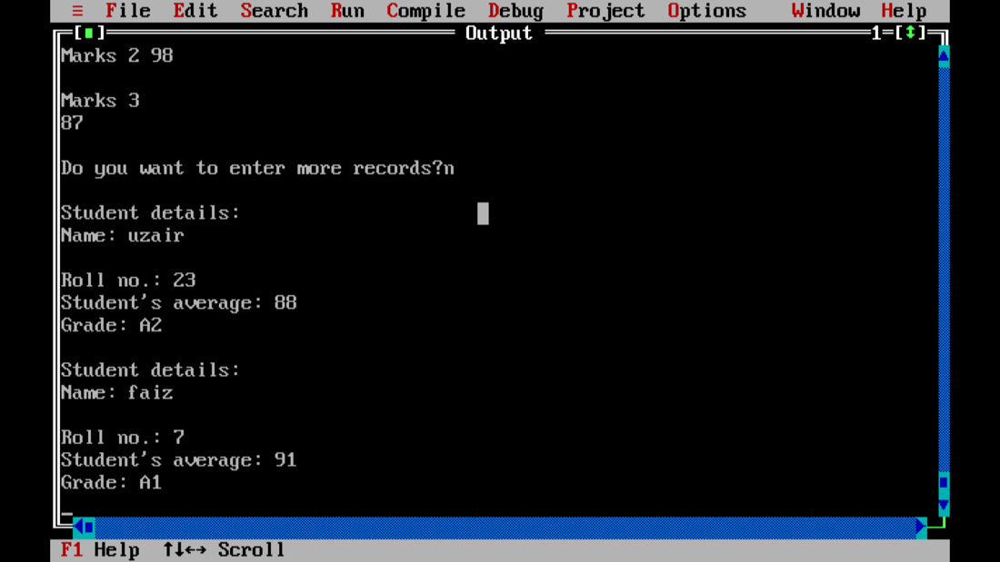 ≡ File Edit Search Run Compile Debug Project Options Window Help
[■] Output 1=[↕]
Marks 2 98
Marks 3
87
Do you want to enter more records?n
Student details:
Name: uzair
Roll no.: 23
Student's average: 88
Grade: A2
Student details:
Name: faiz
Roll no.: 7
Student's average: 91
Grade: A1
F1 Help ↑↓←→ Scroll